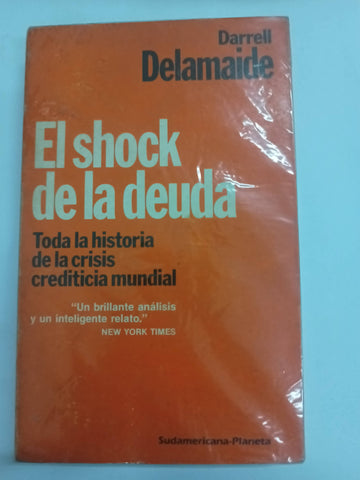 Darrell
Delamaide
El shock
de la deuda
Toda la historia
de la crisis
crediticia mundial
"Un brillante análisis
y un inteligente relato."
NEW YORK TIMES
Sudamericana-Planeta